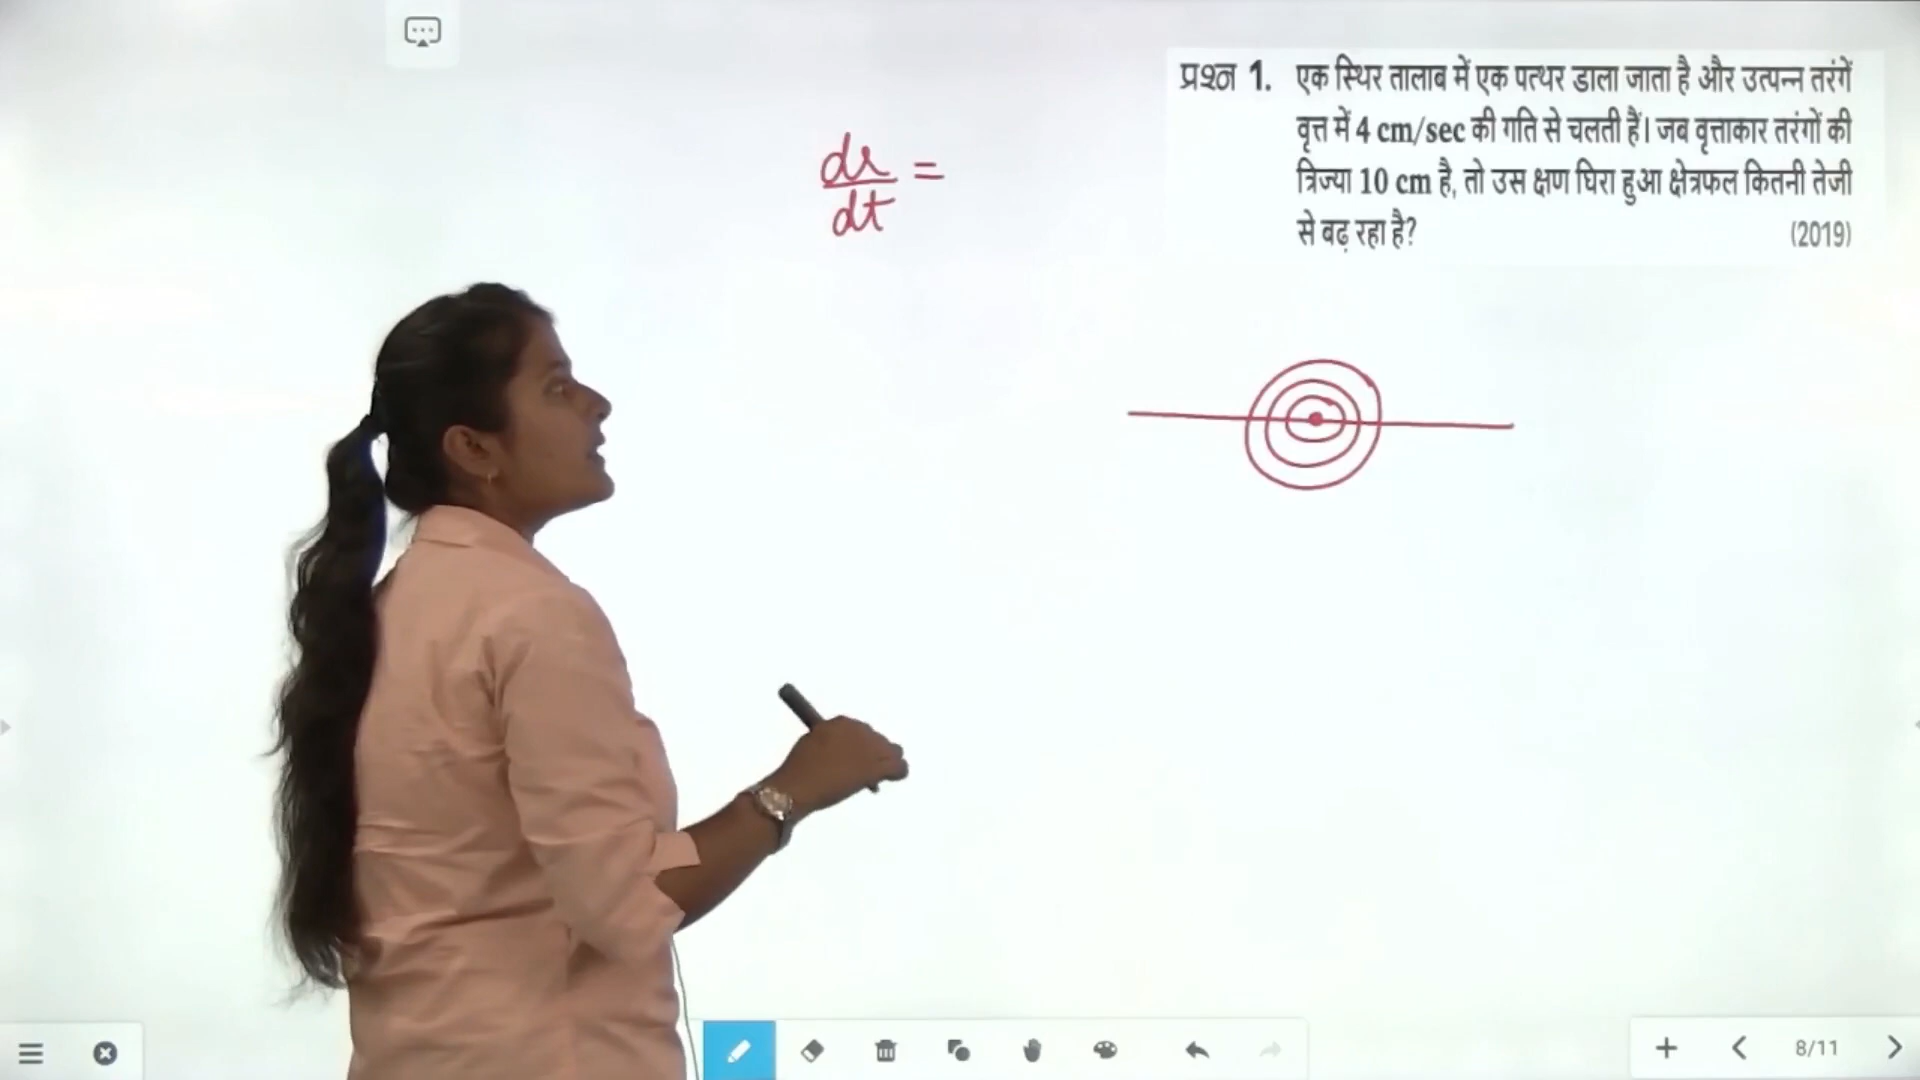 प्रश्न 1. एक स्थिर तालाब में एक पत्थर डाला जाता है और उत्पन्न तरंगें
वृत्त में 4 cm/sec की गति से चलती हैं। जब वृत्ताकार तरंगों की
त्रिज्या 10 cm है, तो उस क्षण घिरा हुआ क्षेत्रफल कितनी तेजी
से बढ़ रहा है? (2019)
dr/dt =
8/11